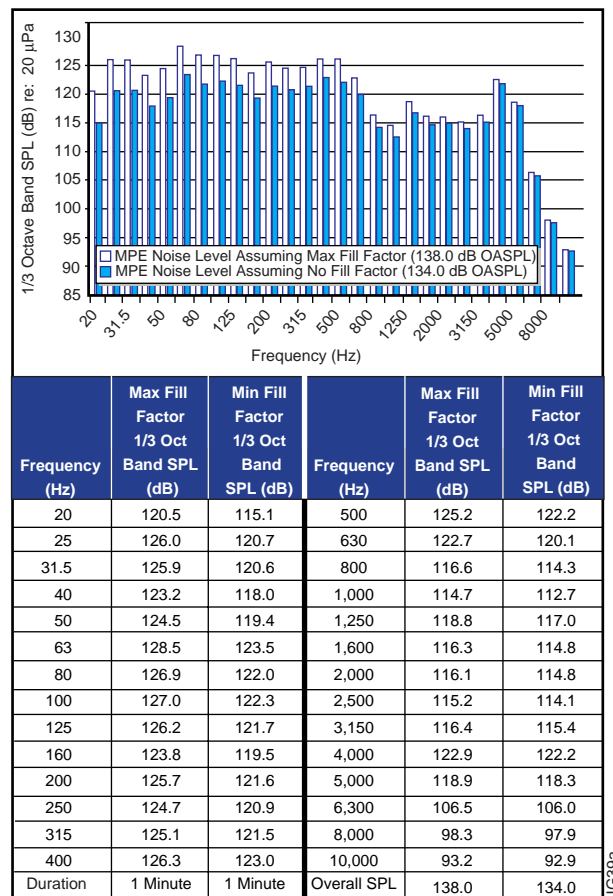 1/3 Octave Band SPL (dB) re: 20 µPa
130
125
120
115
110
105
100
95
90
85
MPE Noise Level Assuming Max Fill Factor (138.0 dB OASPL)
MPE Noise Level Assuming No Fill Factor (134.0 dB OASPL)
20 31.5 50 80 125 200 315 500 800 1250 2000 3150 5000 8000
Frequency (Hz)
Frequency (Hz) Max Fill Factor 1/3 Oct Band SPL (dB) Min Fill Factor 1/3 Oct Band SPL (dB) Frequency (Hz) Max Fill Factor 1/3 Oct Band SPL (dB) Min Fill Factor 1/3 Oct Band SPL (dB)
20 120.5 115.1 500 125.2 122.2
25 126.0 120.7 630 122.7 120.1
31.5 125.9 120.6 800 116.6 114.3
40 123.2 118.0 1,000 114.7 112.7
50 124.5 119.4 1,250 118.8 117.0
63 128.5 123.5 1,600 116.3 114.8
80 126.9 122.0 2,000 116.1 114.8
100 127.0 122.3 2,500 115.2 114.1
125 126.2 121.7 3,150 116.4 115.4
160 123.8 119.5 4,000 122.9 122.2
200 125.7 121.6 5,000 118.9 118.3
250 124.7 120.9 6,300 106.5 106.0
315 125.1 121.5 8,000 98.3 97.9
400 126.3 123.0 10,000 93.2 92.9
Duration 1 Minute 1 Minute Overall SPL 138.0 134.0